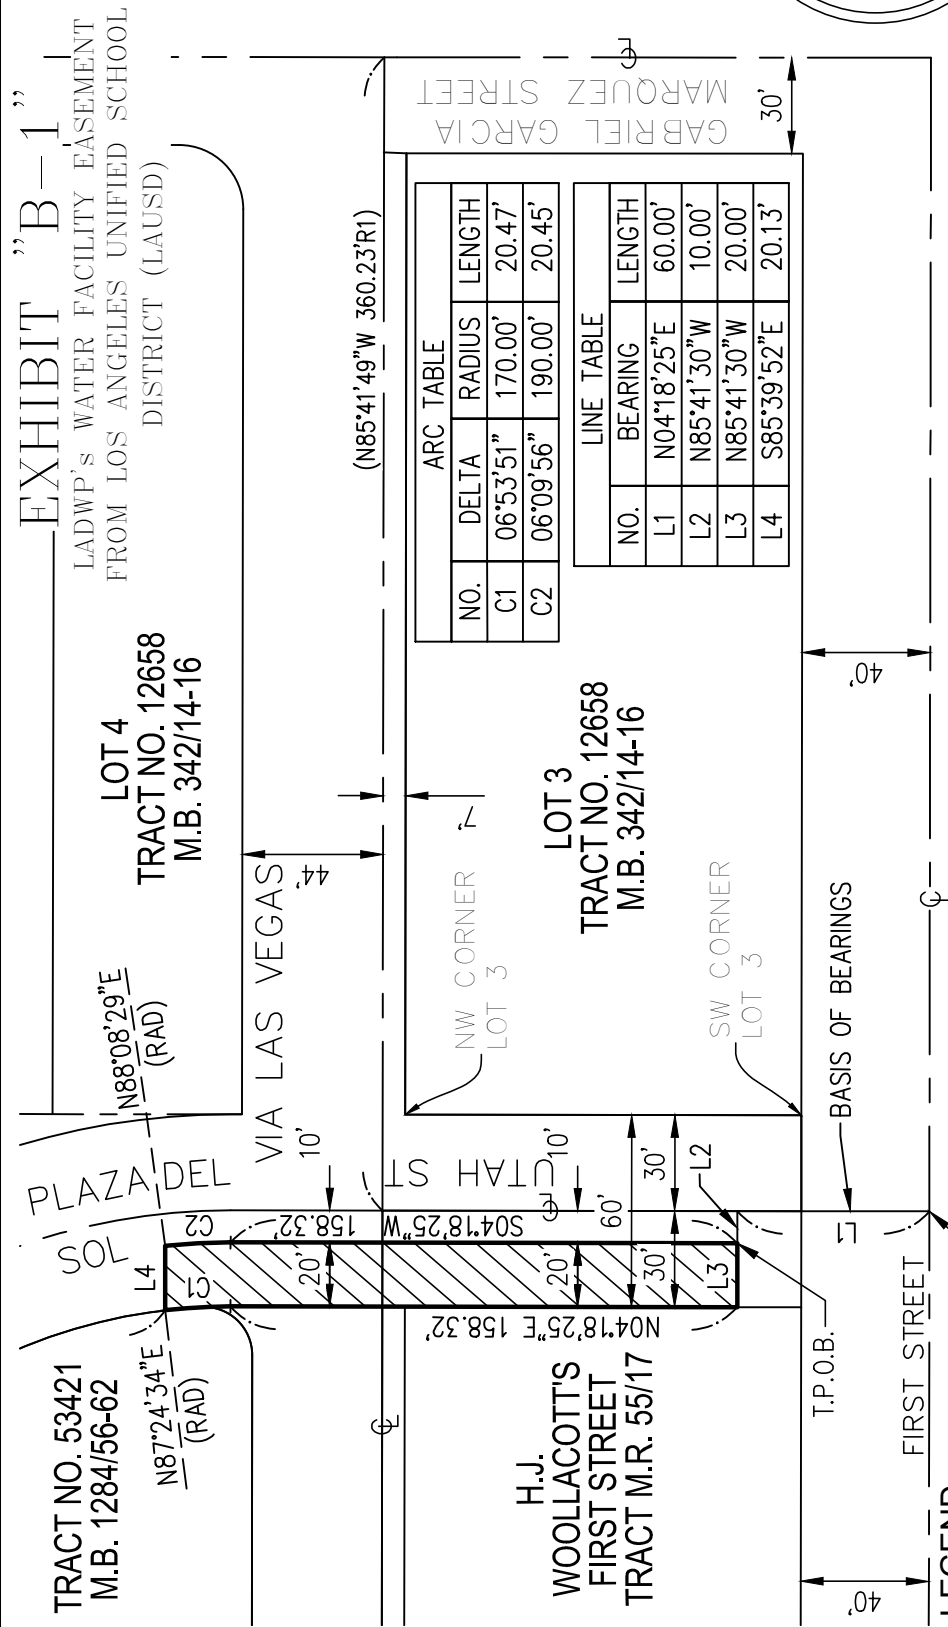 EXHIBIT "B-1"
LADWP's WATER FACILITY EASEMENT
FROM LOS ANGELES UNIFIED SCHOOL
DISTRICT (LAUSD)
TRACT NO. 53421
M.B. 1284/56-62
N87°24'34"E
(RAD)
PLAZA DEL
SOL
N88°08'29"E
(RAD)
LOT 4
TRACT NO. 12658
M.B. 342/14-16
L4
C1
C2
VIA LAS VEGAS
44'
10'
20'
S04°18'25"W 158.32'
(N85°41'49"W 360.23'R1)
7'
UTAH ST
10'
20'
N04°18'25"E 158.32'
60'
30'
30'
L3
L2
NW CORNER
LOT 3
SW CORNER
LOT 3
H.J.
WOOLLACOTT'S
FIRST STREET
TRACT M.R. 55/17
LOT 3
TRACT NO. 12658
M.B. 342/14-16
ARC TABLE
NO. DELTA RADIUS LENGTH
C1 06°53'51" 170.00' 20.47'
C2 06°09'56" 190.00' 20.45'
LINE TABLE
NO. BEARING LENGTH
L1 N04°18'25"E 60.00'
L2 N85°41'30"W 10.00'
L3 N85°41'30"W 20.00'
L4 S85°39'52"E 20.13'
GABRIEL GARCIA
MARQUEZ STREET
30'
40'
T.P.O.B.
L1
BASIS OF BEARINGS
40'
FIRST STREET
LEGEND